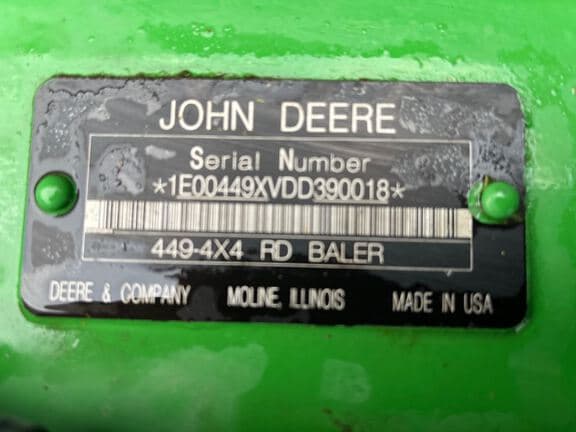 JOHN DEERE
Serial Number
*1E00449XVDD390018*
449-4X4 RD BALER
DEERE & COMPANY MOLINE, ILLINOIS MADE IN USA